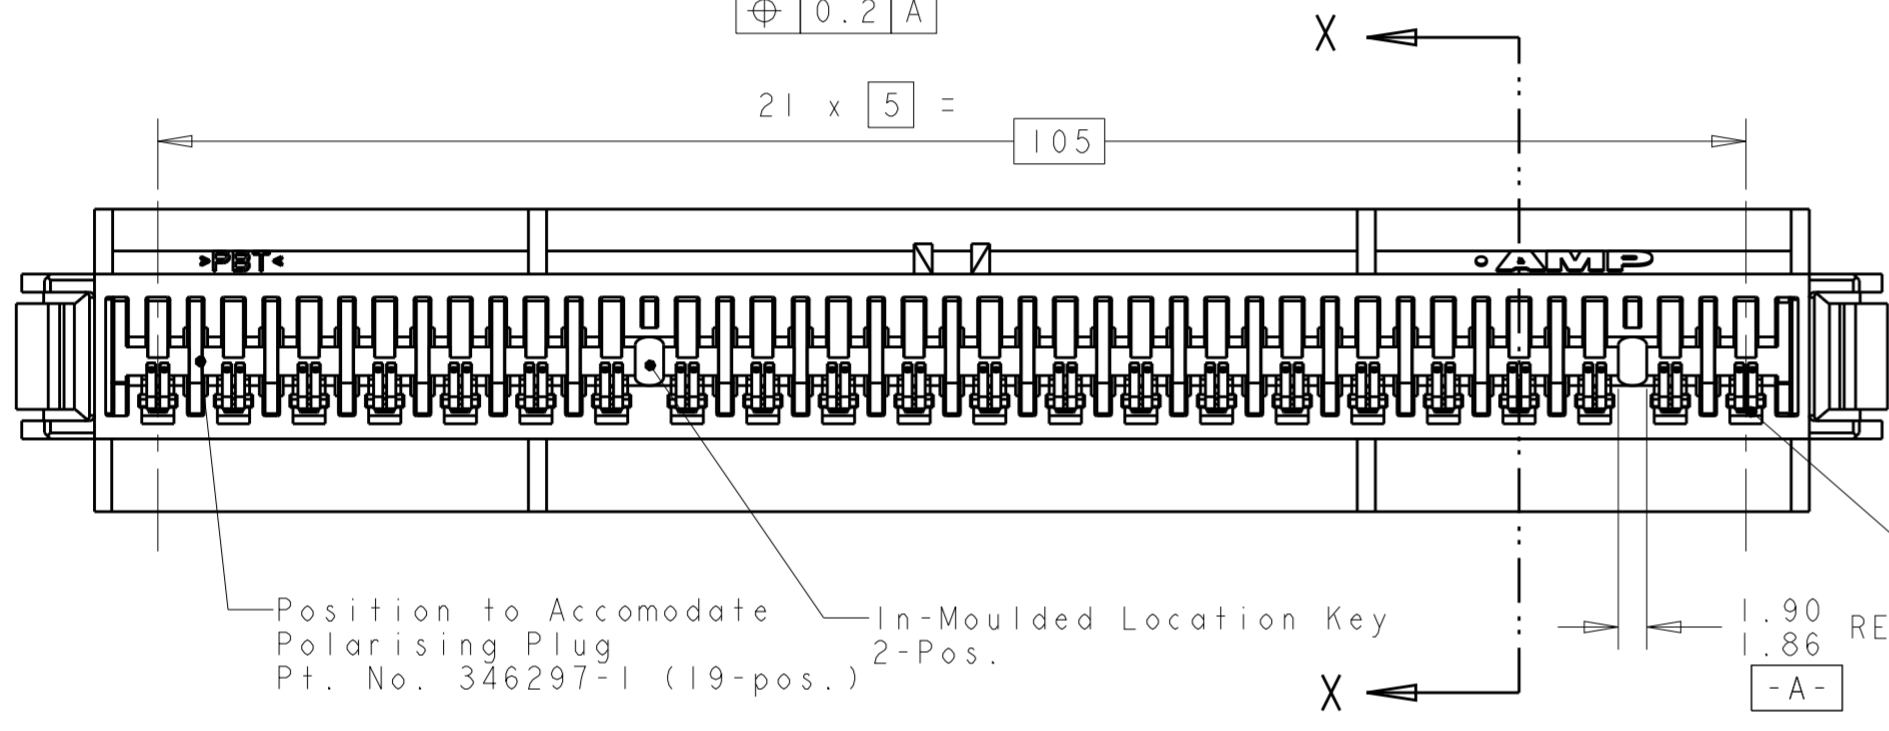 ⌖ 0.2 A
X
21 x 5 =
105
>PBT<
AMP
Position to Accomodate
Polarising Plug
Pt. No. 346297-1 (19-pos.)
In-Moulded Location Key
2-Pos.
1.90
1.86 RE
-A-
X